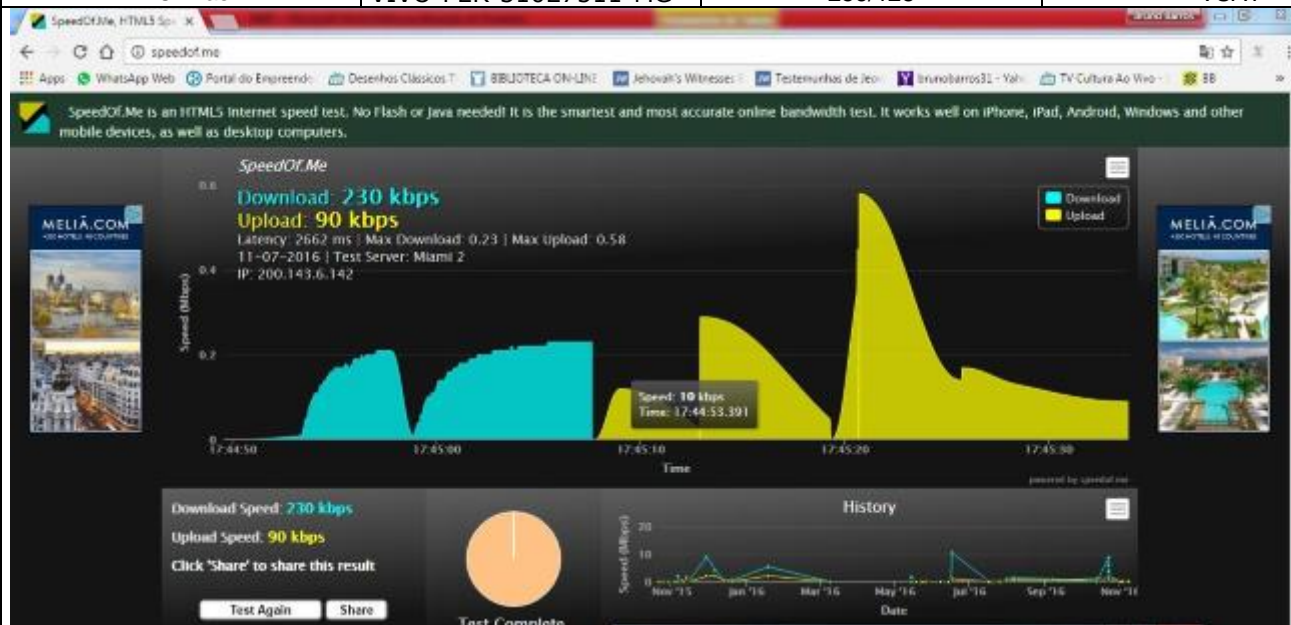 SpeedOf.Me, HTML5 Spe
speedof.me
Apps WhatsApp Web Portal do Empreende Desenhos Clássicos T BIBLIOTECA ON-LINE Jehovah's Witnesses Testemunhas de Jeo brunobarros31 - Yah TV Cultura Ao Vivo - BB »
SpeedOf.Me is an HTML5 Internet speed test. No Flash or Java needed! It is the smartest and most accurate online bandwidth test. It works well on iPhone, iPad, Android, Windows and other
mobile devices, as well as desktop computers.
SpeedOf.Me
Download: 230 kbps
Upload: 90 kbps
Latency: 2662 ms | Max Download: 0.23 | Max Upload: 0.58
11-07-2016 | Test Server: Miami 2
IP: 200.143.6.142
Download
Upload
MELIÃ.COM
MELIÃ.COM
Speed (Mbps)
0.4
0.2
0
Speed: 10 kbps
Time: 17:44:53.391
17:44:50 17:45:00 17:45:10 17:45:20 17:45:30
Time
powered by speedof.me
Download Speed: 230 kbps
Upload Speed: 90 kbps
Click 'Share' to share this result
Test Again Share
Test Complete
History
Speed (Mbps)
20
10
0
Nov '15 Jan '16 Mar '16 May '16 Jul '16 Sep '16 Nov '1
Date